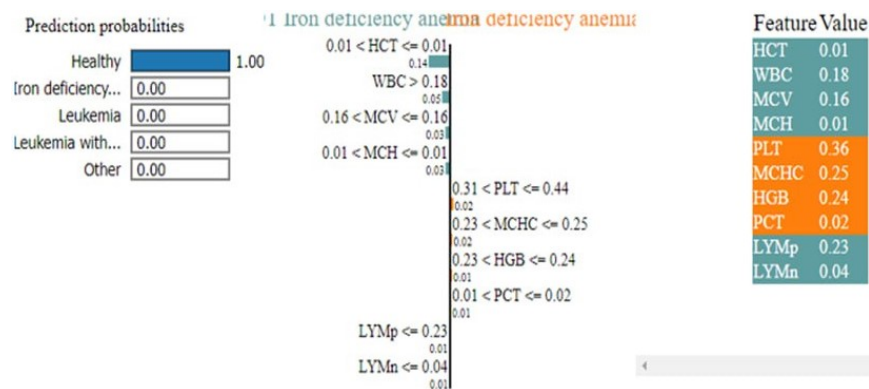 Prediction probabilities
Healthy 1.00
Iron deficiency... 0.00
Leukemia 0.00
Leukemia with... 0.00
Other 0.00
Iron deficiency anemia
Iron deficiency anemia
0.01 < HCT <= 0.01
0.14
WBC > 0.18
0.05
0.16 < MCV <= 0.16
0.03
0.01 < MCH <= 0.01
0.03
0.31 < PLT <= 0.44
0.02
0.23 < MCHC <= 0.25
0.02
0.23 < HGB <= 0.24
0.01
0.01 < PCT <= 0.02
0.01
LYMp <= 0.23
0.01
LYMn <= 0.04
0.01
Feature Value
HCT 0.01
WBC 0.18
MCV 0.16
MCH 0.01
PLT 0.36
MCHC 0.25
HGB 0.24
PCT 0.02
LYMp 0.23
LYMn 0.04